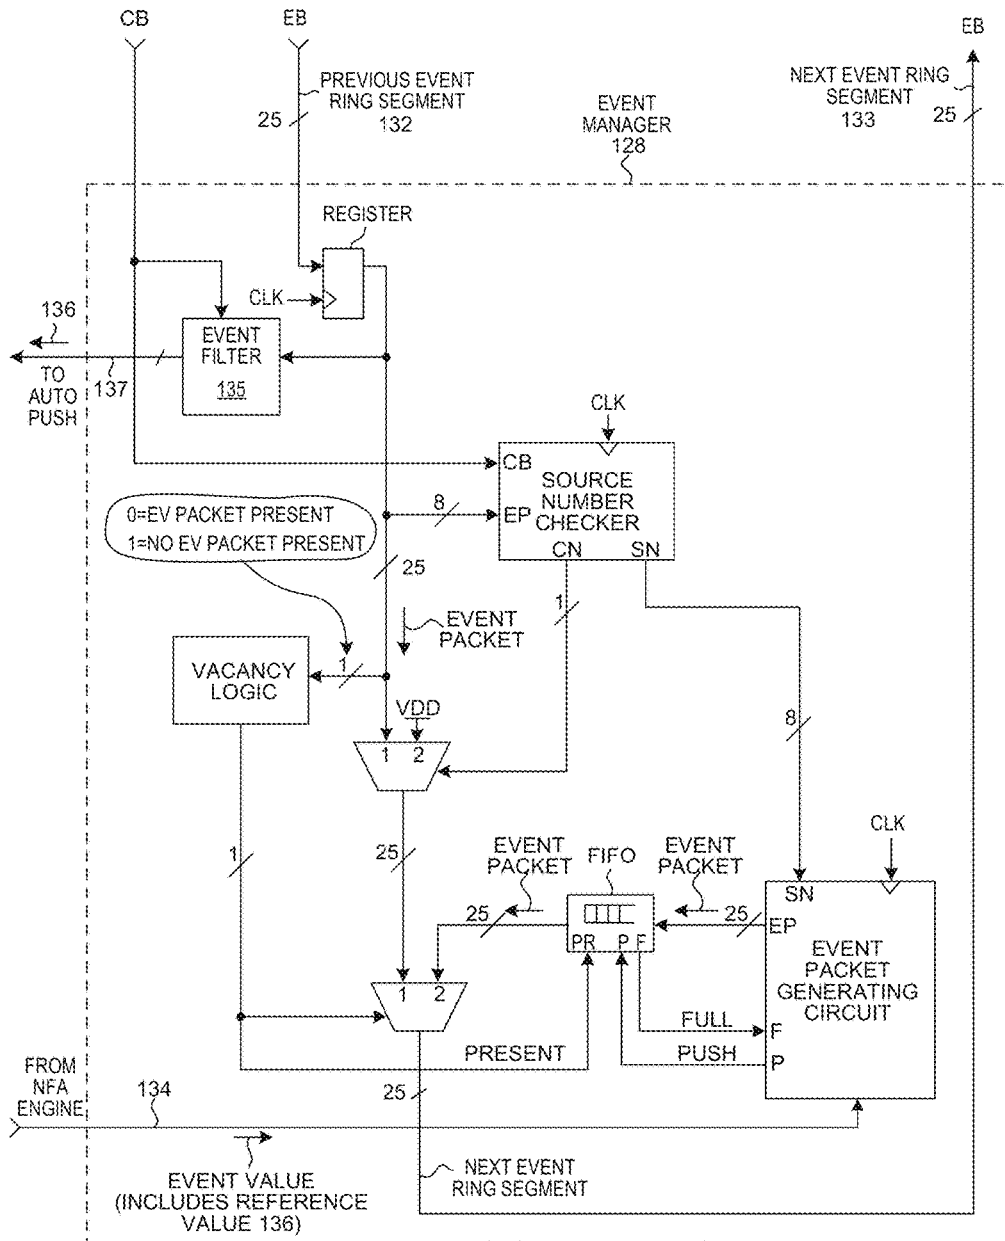 CB
EB
EB
PREVIOUS EVENT
RING SEGMENT
132
25
NEXT EVENT RING
SEGMENT
133
25
EVENT
MANAGER
128
REGISTER
CLK
136
EVENT
FILTER
135
TO
AUTO
PUSH
137
CLK
CB
SOURCE
NUMBER
CHECKER
EP
CN
SN
8
0=EV PACKET PRESENT
1=NO EV PACKET PRESENT
25
1
EVENT
PACKET
VACANCY
LOGIC
1
VDD
1 2
8
CLK
1
25
EVENT
PACKET
FIFO
EVENT
PACKET
SN
25
25
EP
PR P F
EVENT
PACKET
GENERATING
CIRCUIT
1 2
FULL
F
PRESENT
PUSH
P
FROM
NFA
ENGINE
134
25
EVENT VALUE
(INCLUDES REFERENCE
VALUE 136)
NEXT EVENT
RING SEGMENT